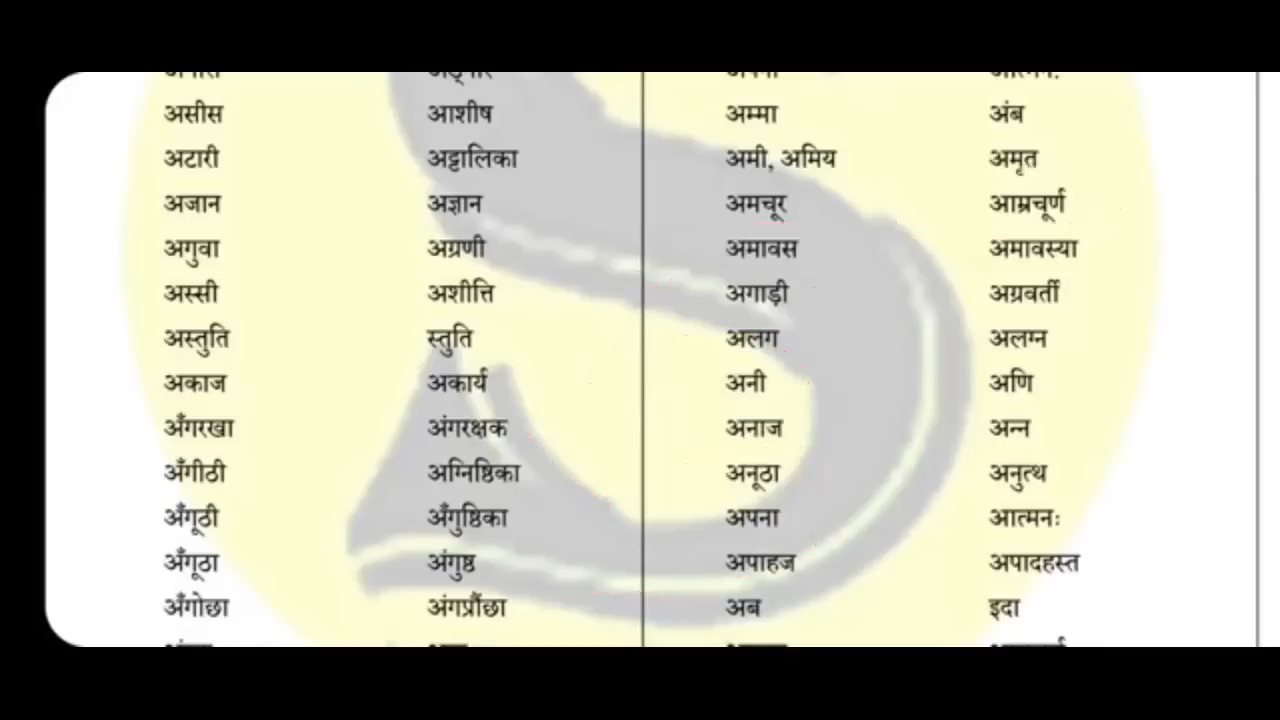 असीस आशीष अम्मा अंब
अटारी अट्टालिका अमी, अमिय अमृत
अजान अज्ञान अमचूर आम्रचूर्ण
अगुवा अग्रणी अमावस अमावस्या
अस्सी अशीत्ति अगाड़ी अग्रवर्ती
अस्तुति स्तुति अलग अलग्न
अकाज अकार्य अनी अणि
अँगरखा अंगरक्षक अनाज अन्न
अँगीठी अग्निष्ठिका अनूठा अनुत्थ
अँगूठी अँगुष्ठिका अपना आत्मनः
अँगूठा अंगुष्ठ अपाहज अपादहस्त
अँगोछा अंगप्रौंछा अब इदा